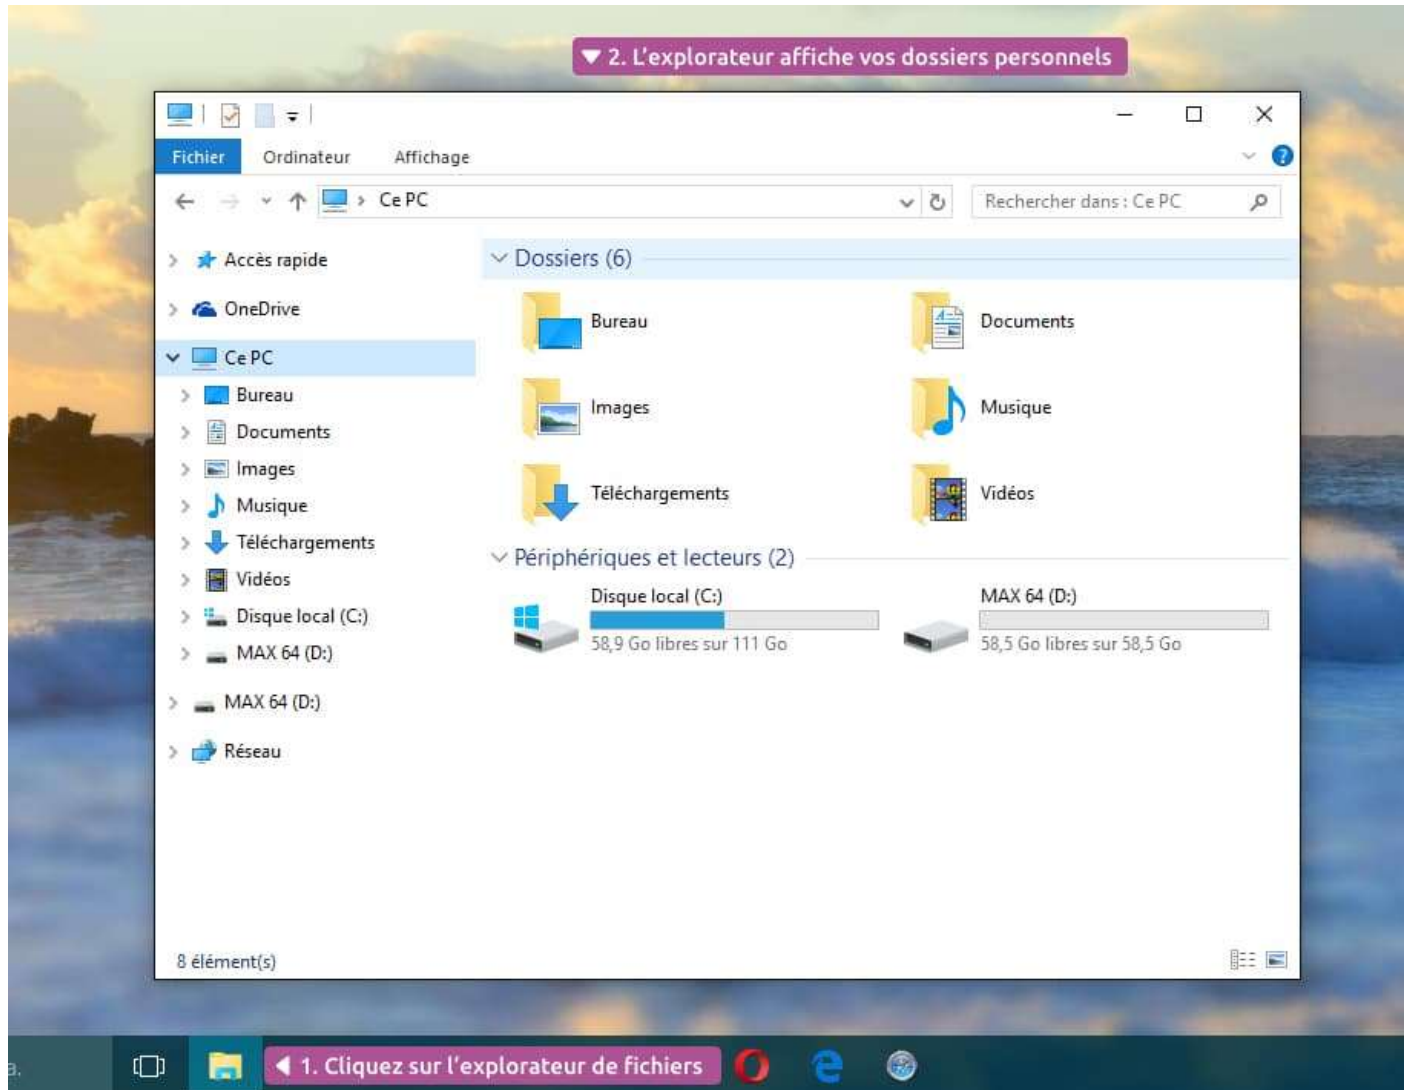 ▼ 2. L'explorateur affiche vos dossiers personnels
Fichier Ordinateur Affichage
Ce PC
Rechercher dans : Ce PC
Accès rapide
OneDrive
Ce PC
Bureau
Documents
Images
Musique
Téléchargements
Vidéos
Disque local (C:)
MAX 64 (D:)
MAX 64 (D:)
Réseau
Dossiers (6)
Bureau
Documents
Images
Musique
Téléchargements
Vidéos
Périphériques et lecteurs (2)
Disque local (C:)
58,9 Go libres sur 111 Go
MAX 64 (D:)
58,5 Go libres sur 58,5 Go
8 élément(s)
◀ 1. Cliquez sur l'explorateur de fichiers